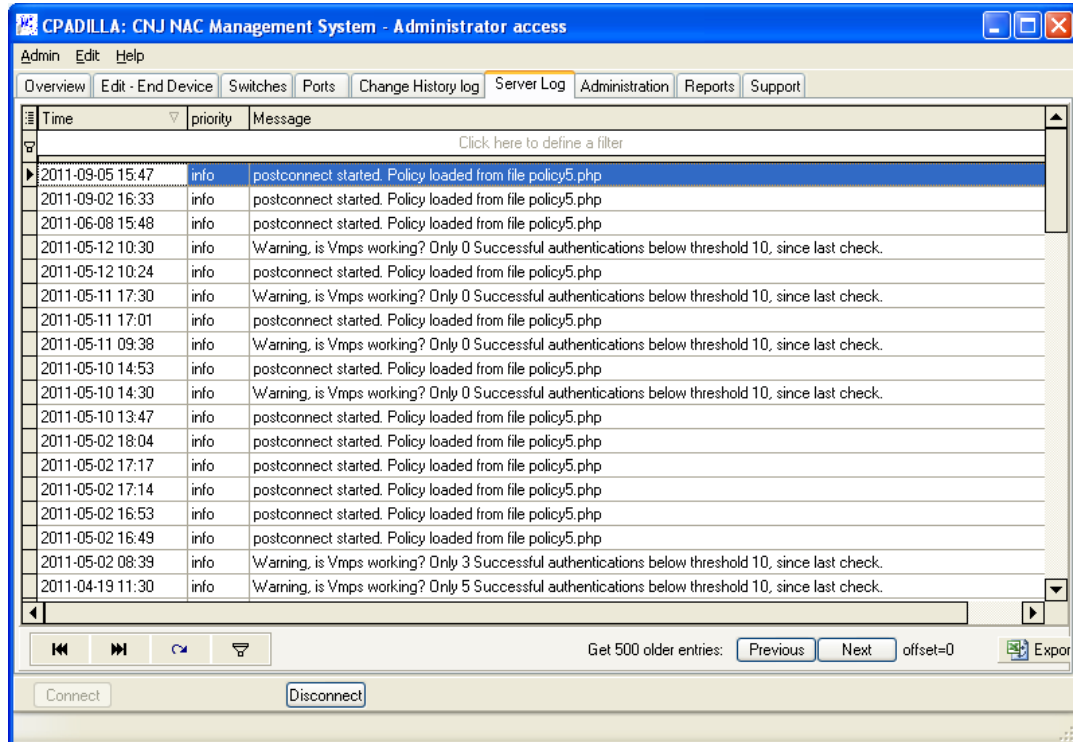 CPADILLA: CNJ NAC Management System - Administrator access
Admin Edit Help
Overview Edit - End Device Switches Ports Change History log Server Log Administration Reports Support
Time priority Message
Click here to define a filter
2011-09-05 15:47 info postconnect started. Policy loaded from file policy5.php
2011-09-02 16:33 info postconnect started. Policy loaded from file policy5.php
2011-06-08 15:48 info postconnect started. Policy loaded from file policy5.php
2011-05-12 10:30 info Warning, is Vmps working? Only 0 Successful authentications below threshold 10, since last check.
2011-05-12 10:24 info postconnect started. Policy loaded from file policy5.php
2011-05-11 17:30 info Warning, is Vmps working? Only 0 Successful authentications below threshold 10, since last check.
2011-05-11 17:01 info postconnect started. Policy loaded from file policy5.php
2011-05-11 09:38 info Warning, is Vmps working? Only 0 Successful authentications below threshold 10, since last check.
2011-05-10 14:53 info postconnect started. Policy loaded from file policy5.php
2011-05-10 14:30 info Warning, is Vmps working? Only 0 Successful authentications below threshold 10, since last check.
2011-05-10 13:47 info postconnect started. Policy loaded from file policy5.php
2011-05-02 18:04 info postconnect started. Policy loaded from file policy5.php
2011-05-02 17:17 info postconnect started. Policy loaded from file policy5.php
2011-05-02 17:14 info postconnect started. Policy loaded from file policy5.php
2011-05-02 16:53 info postconnect started. Policy loaded from file policy5.php
2011-05-02 16:49 info postconnect started. Policy loaded from file policy5.php
2011-05-02 08:39 info Warning, is Vmps working? Only 3 Successful authentications below threshold 10, since last check.
2011-04-19 11:30 info Warning, is Vmps working? Only 5 Successful authentications below threshold 10, since last check.
Get 500 older entries: Previous Next offset=0 Expor
Connect Disconnect